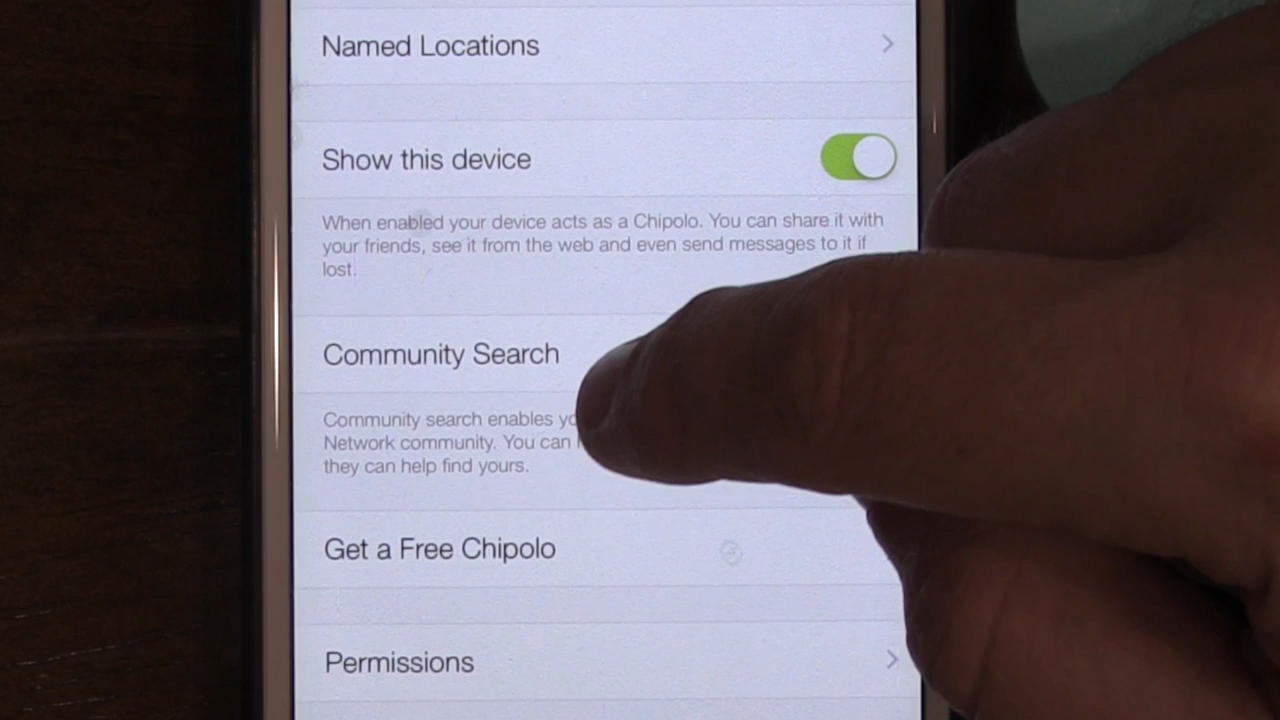 Named Locations
Show this device
When enabled your device acts as a Chipolo. You can share it with
your friends, see it from the web and even send messages to it if
lost.
Community Search
Community search enables
Network community. You can
they can help find yours.
Get a Free Chipolo
Permissions